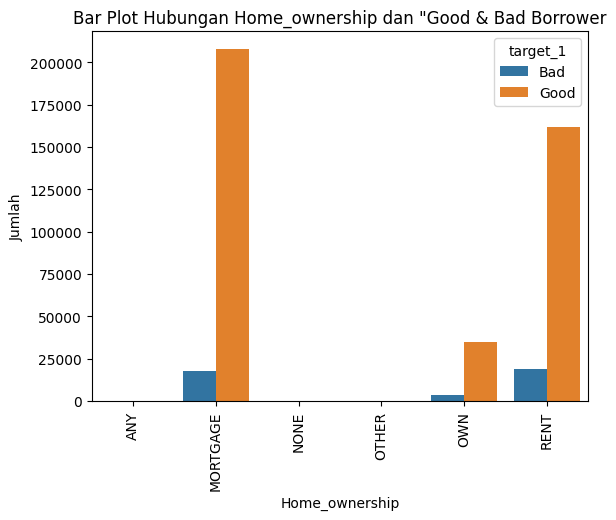 Bar Plot Hubungan Home_ownership dan "Good & Bad Borrower
target_1
Bad
Good
200000
175000
150000
125000
100000
75000
50000
25000
0
Jumlah
ANY
MORTGAGE
NONE
OTHER
OWN
RENT
Home_ownership